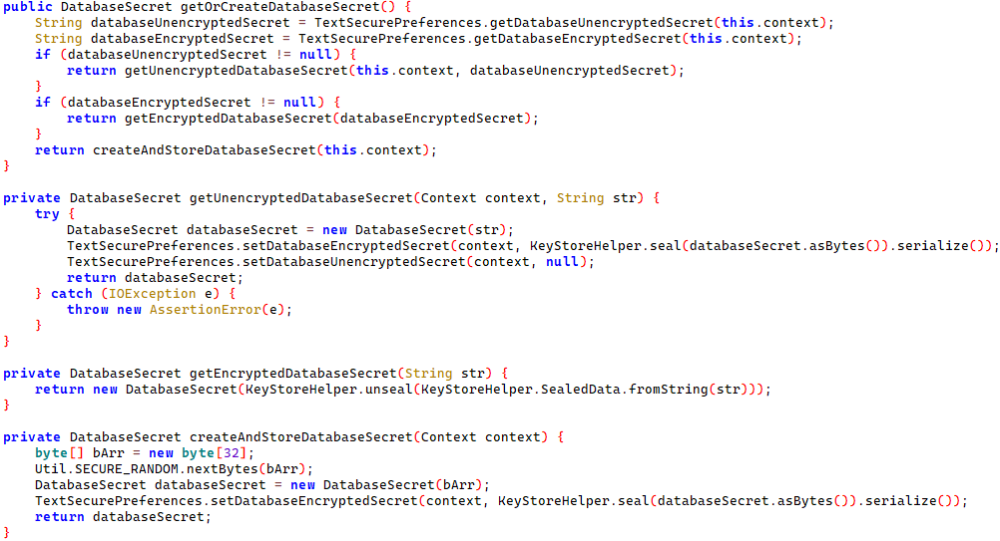 public DatabaseSecret getOrCreateDatabaseSecret() {
    String databaseUnencryptedSecret = TextSecurePreferences.getDatabaseUnencryptedSecret(this.context);
    String databaseEncryptedSecret = TextSecurePreferences.getDatabaseEncryptedSecret(this.context);
    if (databaseUnencryptedSecret != null) {
        return getUnencryptedDatabaseSecret(this.context, databaseUnencryptedSecret);
    }
    if (databaseEncryptedSecret != null) {
        return getEncryptedDatabaseSecret(databaseEncryptedSecret);
    }
    return createAndStoreDatabaseSecret(this.context);
}

private DatabaseSecret getUnencryptedDatabaseSecret(Context context, String str) {
    try {
        DatabaseSecret databaseSecret = new DatabaseSecret(str);
        TextSecurePreferences.setDatabaseEncryptedSecret(context, KeyStoreHelper.seal(databaseSecret.asBytes()).serialize());
        TextSecurePreferences.setDatabaseUnencryptedSecret(context, null);
        return databaseSecret;
    } catch (IOException e) {
        throw new AssertionError(e);
    }
}

private DatabaseSecret getEncryptedDatabaseSecret(String str) {
    return new DatabaseSecret(KeyStoreHelper.unseal(KeyStoreHelper.SealedData.fromString(str)));
}

private DatabaseSecret createAndStoreDatabaseSecret(Context context) {
    byte[] bArr = new byte[32];
    Util.SECURE_RANDOM.nextBytes(bArr);
    DatabaseSecret databaseSecret = new DatabaseSecret(bArr);
    TextSecurePreferences.setDatabaseEncryptedSecret(context, KeyStoreHelper.seal(databaseSecret.asBytes()).serialize());
    return databaseSecret;
}